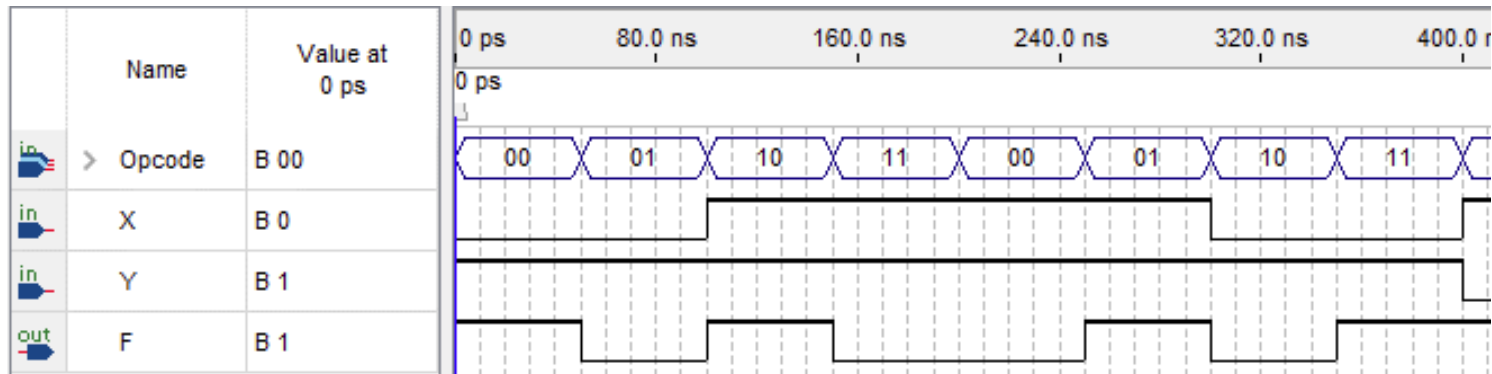 Name
Value at
0 ps
0 ps 80.0 ns 160.0 ns 240.0 ns 320.0 ns 400.0 n
0 ps
in > Opcode B 00 00 01 10 11 00 01 10 11
in X B 0
in Y B 1
out F B 1